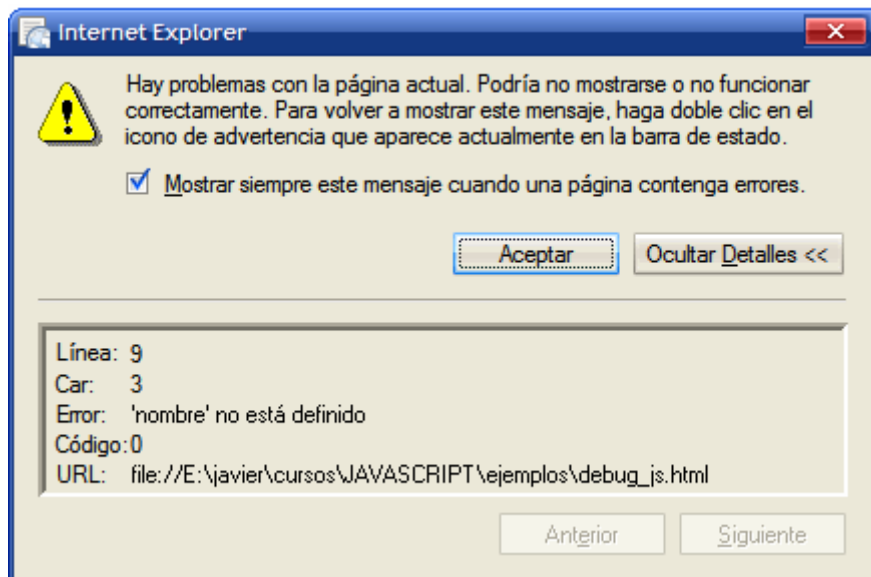 Internet Explorer
Hay problemas con la página actual. Podría no mostrarse o no funcionar
correctamente. Para volver a mostrar este mensaje, haga doble clic en el
icono de advertencia que aparece actualmente en la barra de estado.
Mostrar siempre este mensaje cuando una página contenga errores.
Aceptar Ocultar Detalles <<
Línea: 9
Car: 3
Error: 'nombre' no está definido
Código:0
URL: file://E:\javier\cursos\JAVASCRIPT\ejemplos\debug_js.html
Anterior Siguiente